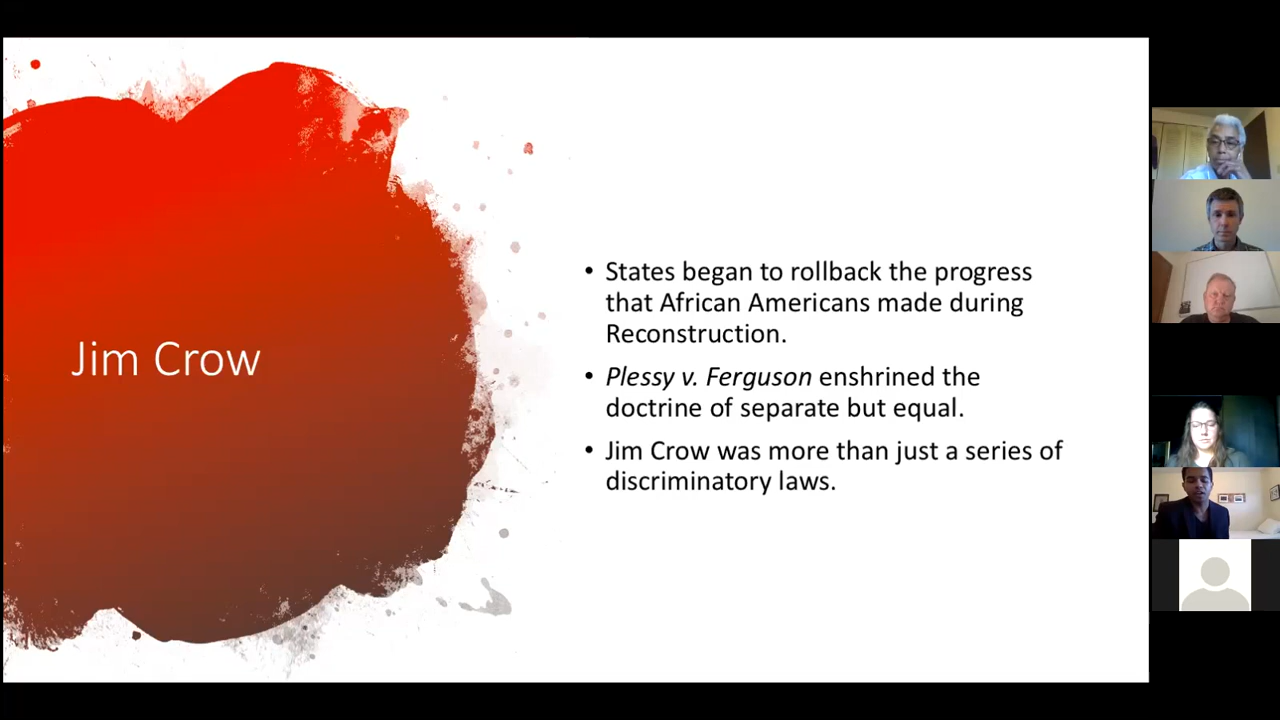 Jim Crow
• States began to rollback the progress
that African Americans made during
Reconstruction.
• Plessy v. Ferguson enshrined the
doctrine of separate but equal.
• Jim Crow was more than just a series of
discriminatory laws.